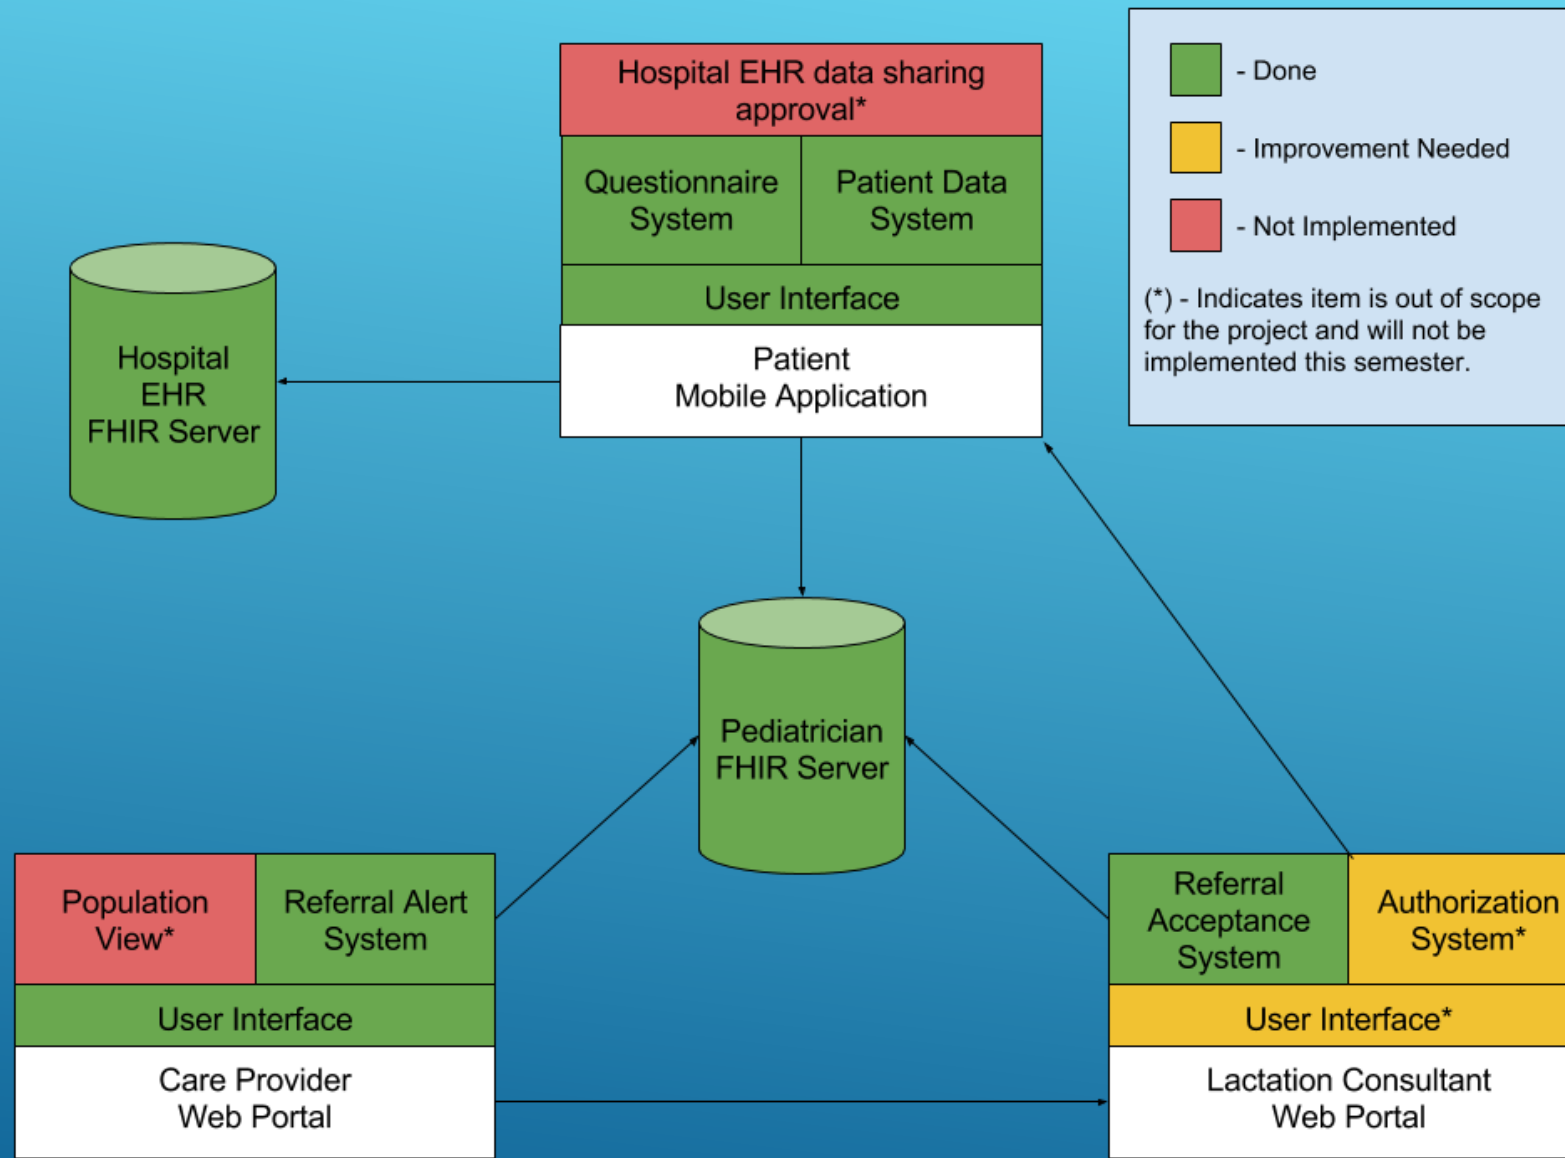 Hospital EHR data sharing
approval*
Questionnaire
System
Patient Data
System
User Interface
Patient
Mobile Application
- Done
- Improvement Needed
- Not Implemented
(*) - Indicates item is out of scope
for the project and will not be
implemented this semester.
Hospital
EHR
FHIR Server
Pediatrician
FHIR Server
Population
View*
Referral Alert
System
User Interface
Care Provider
Web Portal
Referral
Acceptance
System
Authorization
System*
User Interface*
Lactation Consultant
Web Portal